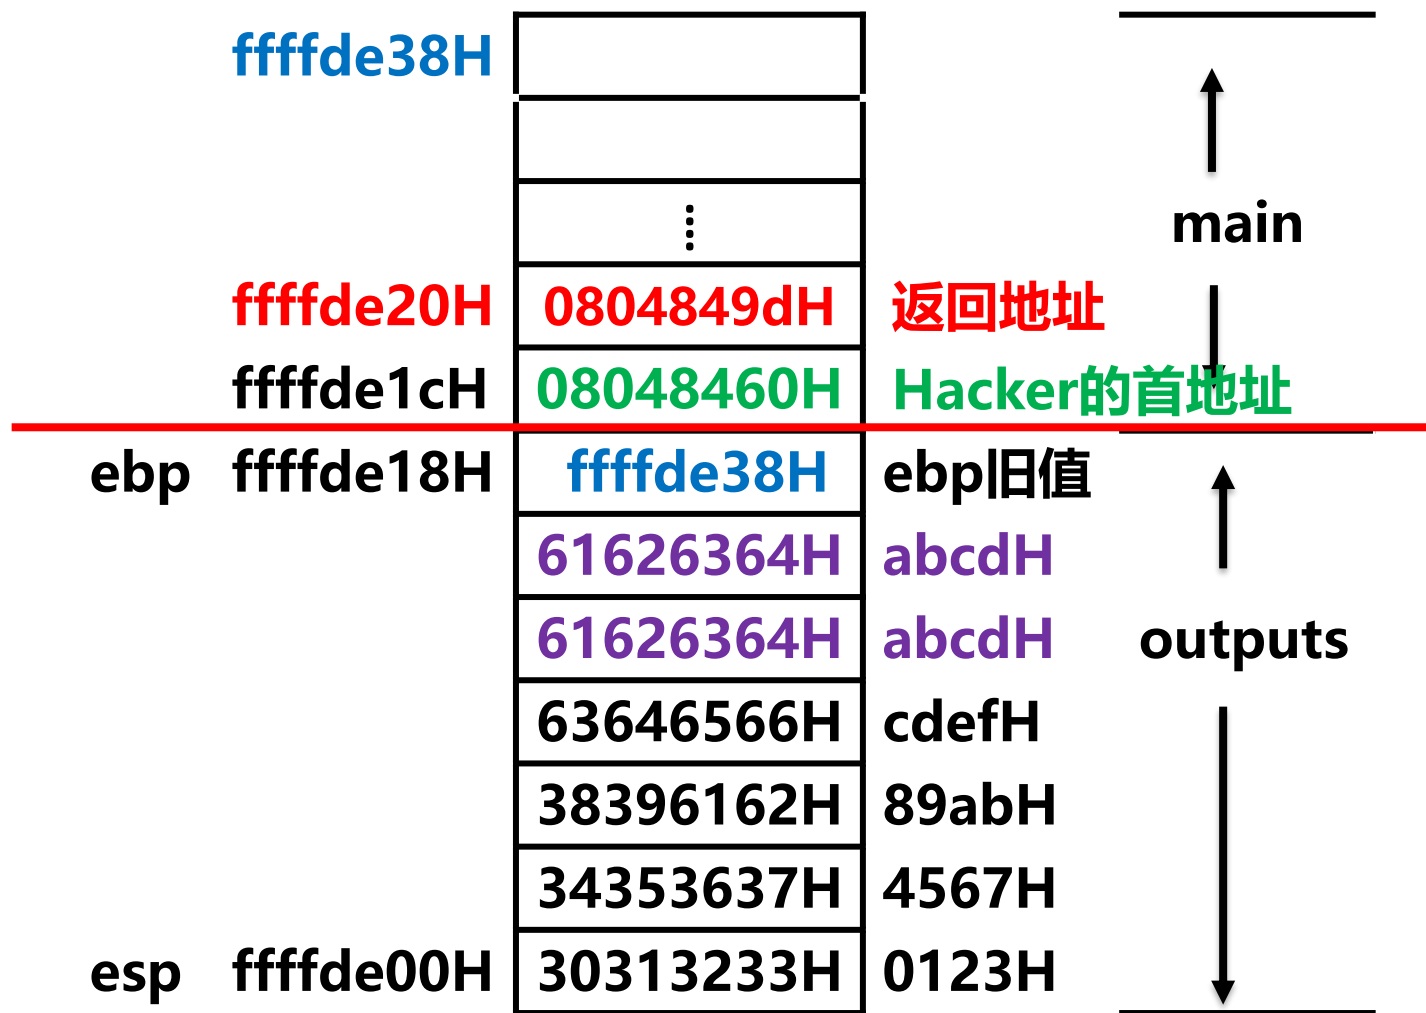 ffffde38H
⋮
main
ffffde20H 0804849dH 返回地址
ffffde1cH 08048460H Hacker的首地址
ebp ffffde18H ffffde38H ebp旧值
61626364H abcdH
61626364H abcdH outputs
63646566H cdefH
38396162H 89abH
34353637H 4567H
esp ffffde00H 30313233H 0123H